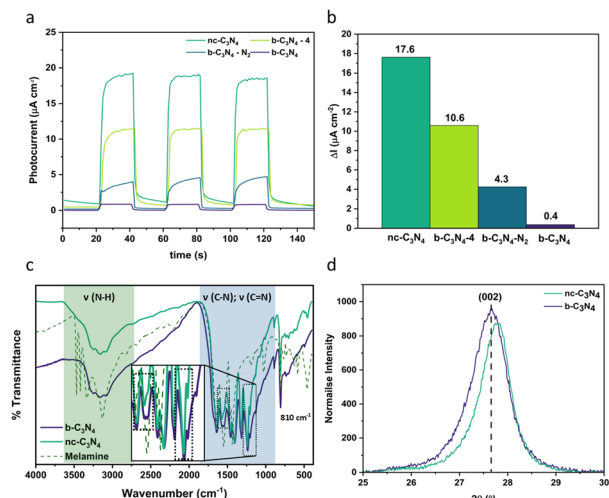 a
nc-C₃N₄
b-C₃N₄ - 4
b-C₃N₄ - N₂
b-C₃N₄
Photocurrent (µA cm⁻²)
25
20
15
10
5
0
0 20 40 60 80 100 120 140
time (s)
b
ΔI (µA cm⁻²)
20
18
16
14
12
10
8
6
4
2
0
17.6
10.6
4.3
0.4
nc-C₃N₄ b-C₃N₄-4 b-C₃N₄-N₂ b-C₃N₄
c
ν (N-H)
ν (C-N); ν (C=N)
% Transmittance
b-C₃N₄
nc-C₃N₄
Melamine
810 cm⁻¹
4000 3500 3000 2500 2000 1500 1000 500
Wavenumber (cm⁻¹)
d
(002)
nc-C₃N₄
b-C₃N₄
Normailse Intensity
1000
800
600
400
200
0
25 26 27 28 29 30